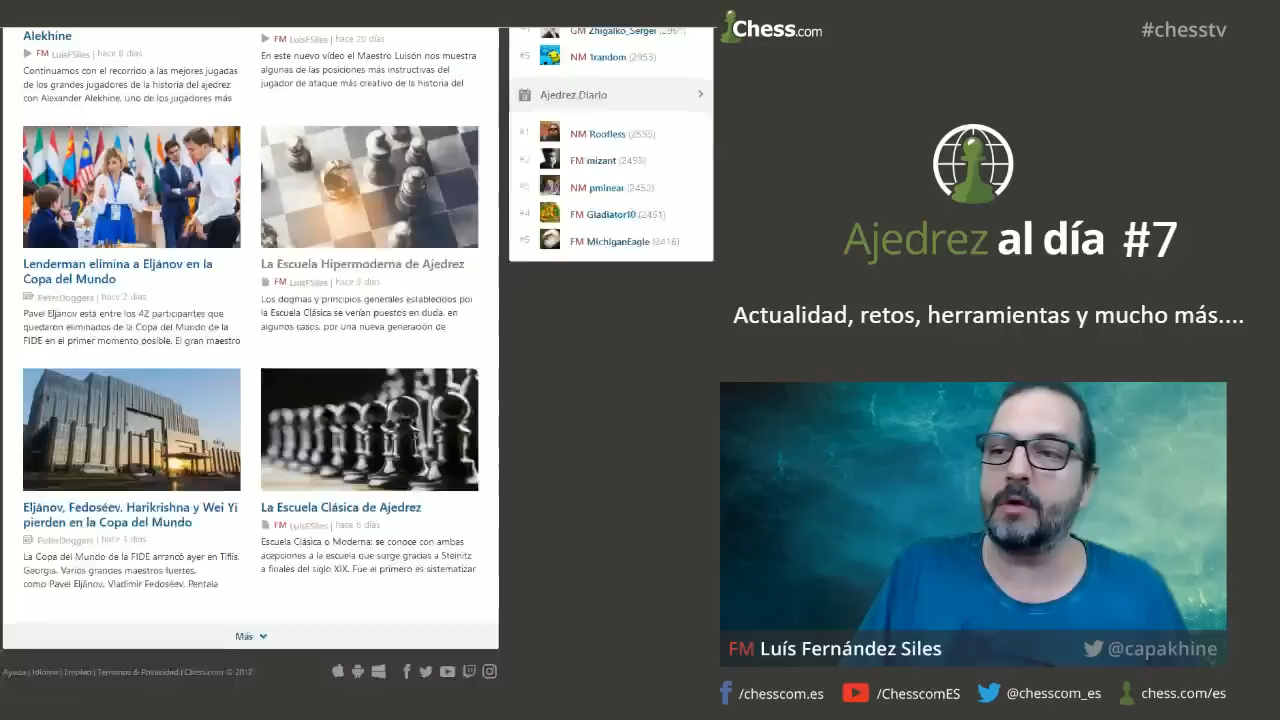 Alekhine
FM LuisFSiles | hace 8 días
Continuamos con el recorrido a las mejores jugadas
de los grandes jugadores de la historia del ajedrez
con Alexander Alekhine, uno de los jugadores más
FM LuisFSiles | hace 20 días
En este nuevo vídeo el Maestro Luisón nos muestra
algunas de las posiciones más instructivas del
jugador de ataque más creativo de la historia del
Lenderman elimina a Eljánov en la
Copa del Mundo
PeterDoggers | hace 2 días
Pavel Eljánov está entre los 42 participantes que
quedaron eliminados de la Copa del Mundo de la
FIDE en el primer momento posible. El gran maestro
La Escuela Hipermoderna de Ajedrez
FM LuisFSiles | hace 3 días
Los dogmas y principios generales establecidos por
la Escuela Clásica se verían puestos en duda, en
algunos casos, por una nueva generación de
Eljánov, Fedoséev, Harikrishna y Wei Yi
pierden en la Copa del Mundo
PeterDoggers | hace 3 días
La Copa del Mundo de la FIDE arrancó ayer en Tiflis,
Georgia. Varios grandes maestros fuertes,
como Pavel Eljánov, Vladimir Fedoséev, Pentala
La Escuela Clásica de Ajedrez
FM LuisFSiles | hace 8 días
Escuela Clásica o Moderna: se conoce con ambas
acepciones a la escuela que surge gracias a Steinitz
a finales del siglo XIX. Fue el primero es sistematizar
Más
Ayuda | Idioma | Empleo | Términos & Privacidad | Chess.com © 2017
GM Zhigalko_Sergei
#5 NM 1random (2953)
Ajedrez Diario
#1 NM Roofless (2555)
#2 FM mizant (2493)
NM pminear (2452)
#4 FM Gladiator10 (2451)
#5 FM MichiganEagle (2416)
Chess.com
#chesstv
Ajedrez al día #7
Actualidad, retos, herramientas y mucho más....
FM Luís Fernández Siles
@capakhine
/chesscom.es
/ChesscomES
@chesscom_es
chess.com/es